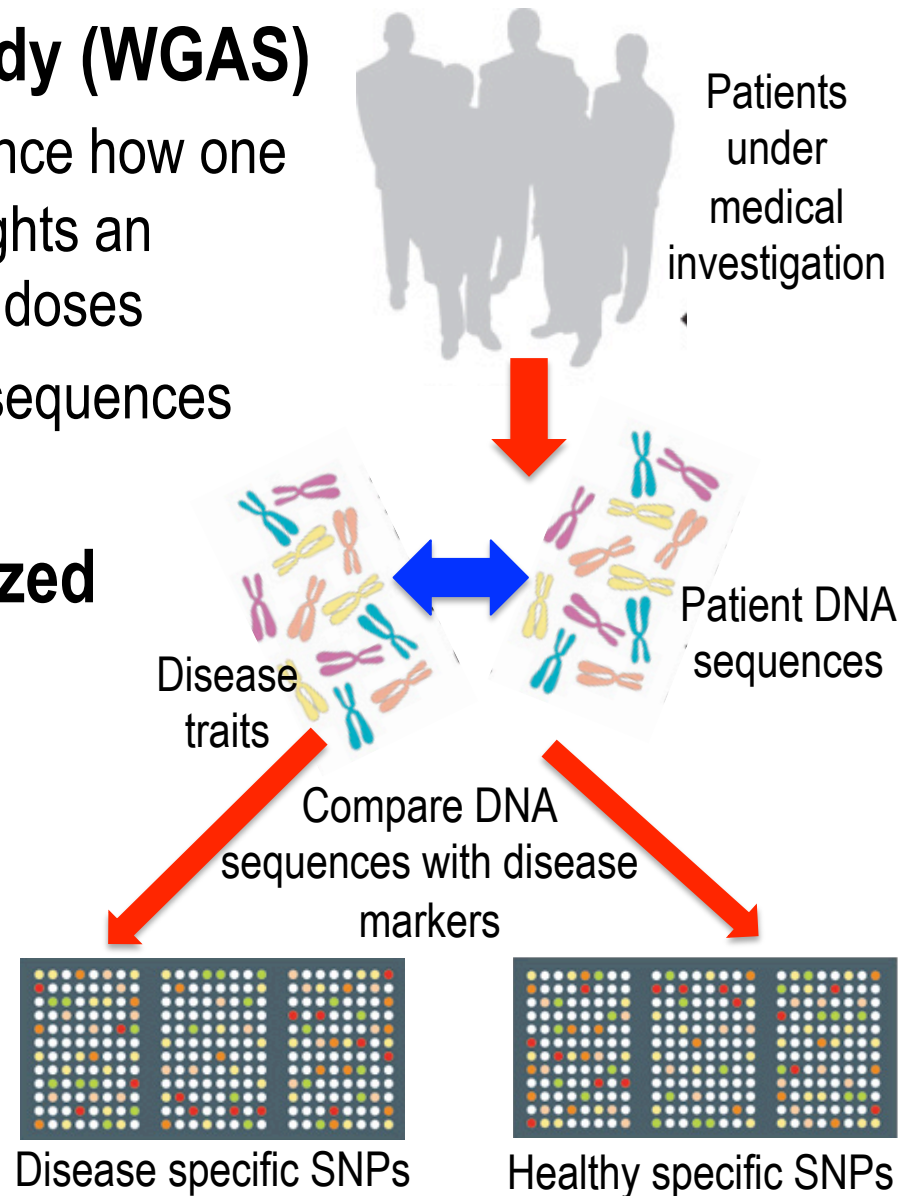 dy (WGAS)
nce how one
ghts an
doses
sequences
zed
Patients
under
medical
investigation
Disease
traits
Patient DNA
sequences
Compare DNA
sequences with disease
markers
Disease specific SNPs
Healthy specific SNPs